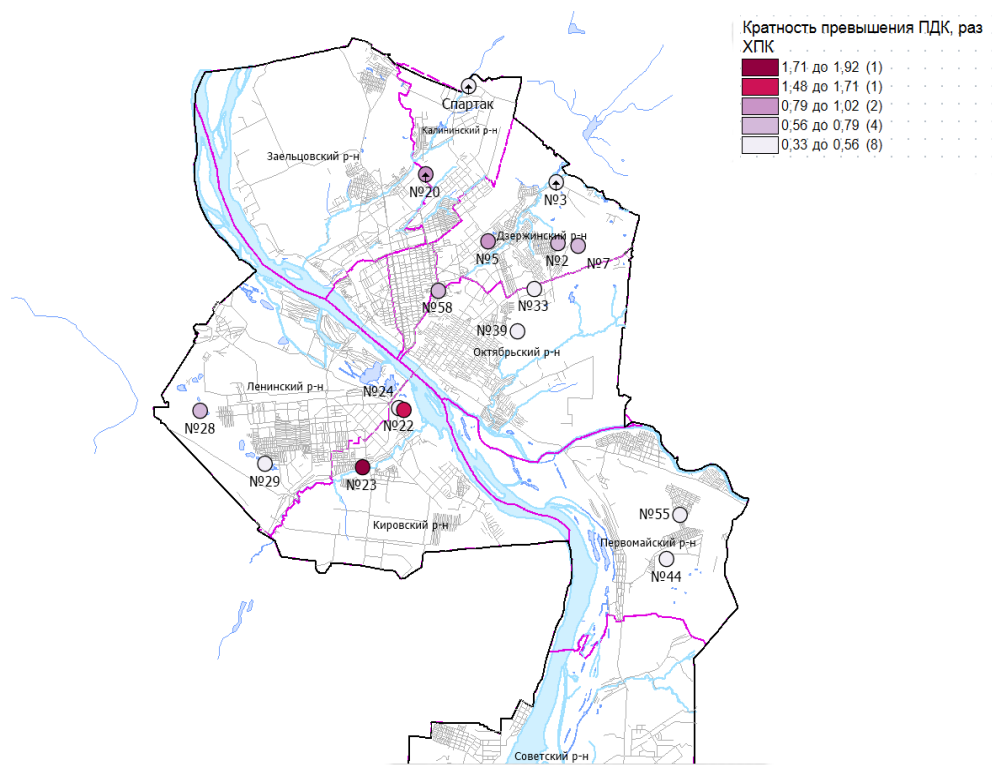 Кратность превышения ПДК, раз
ХПК
1,71 до 1,92 (1)
1,48 до 1,71 (1)
0,79 до 1,02 (2)
0,56 до 0,79 (4)
0,33 до 0,56 (8)
Спартак
Калининский р-н
Заельцовский р-н
№20
№3
Дзержинский р-н
№5
№2
№7
№58
№33
№39
Октябрьский р-н
Ленинский р-н
№24
№28
№22
№29
№23
№55
Кировский р-н
Первомайский р-н
№44
Советский р-н